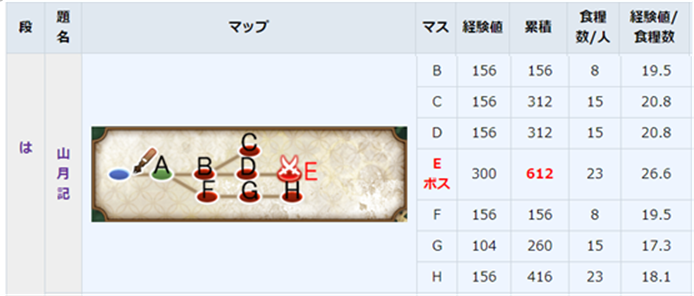 段 題名 マップ マス 経験値 累積 食糧数/人 経験値/食糧数
は 山月記
A B C D E F G H
B 156 156 8 19.5
C 156 312 15 20.8
D 156 312 15 20.8
E ボス 300 612 23 26.6
F 156 156 8 19.5
G 104 260 15 17.3
H 156 416 23 18.1